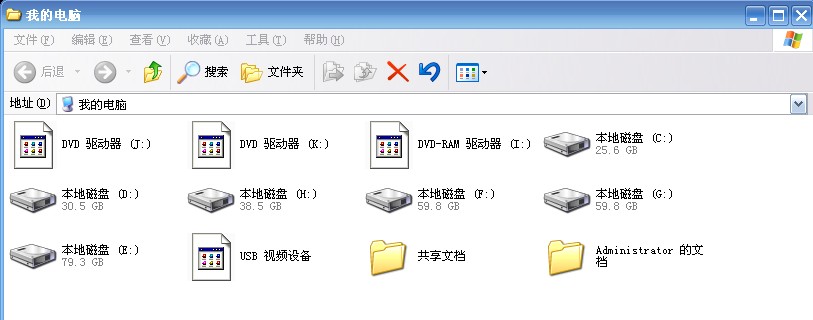 我的电脑
文件(F) 编辑(E) 查看(V) 收藏(A) 工具(T) 帮助(H)
后退 搜索 文件夹
地址(D) 我的电脑
DVD 驱动器 (J:) DVD 驱动器 (K:) DVD-RAM 驱动器 (I:) 本地磁盘 (C:)
25.6 GB
本地磁盘 (D:) 本地磁盘 (H:) 本地磁盘 (F:) 本地磁盘 (G:)
30.5 GB 38.5 GB 59.8 GB 59.8 GB
本地磁盘 (E:) USB 视频设备 共享文档 Administrator 的文
79.3 GB 档